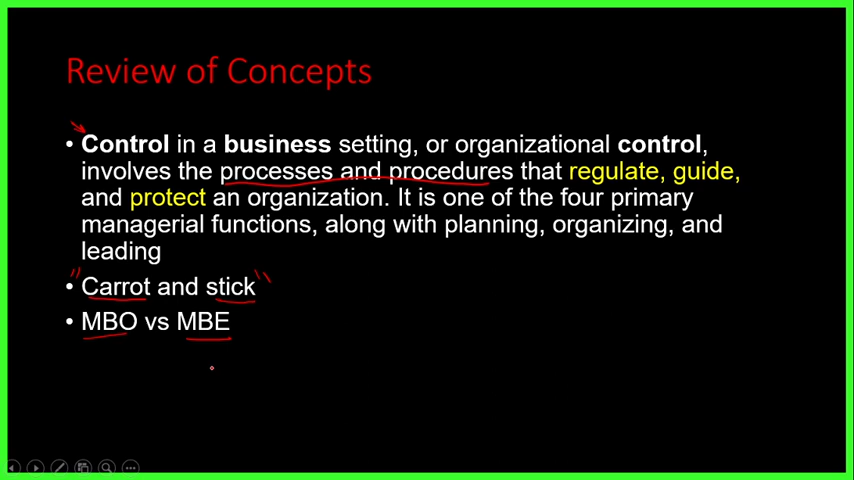 Review of Concepts
• Control in a business setting, or organizational control,
involves the processes and procedures that regulate, guide,
and protect an organization. It is one of the four primary
managerial functions, along with planning, organizing, and
leading
• "Carrot and stick"
• MBO vs MBE